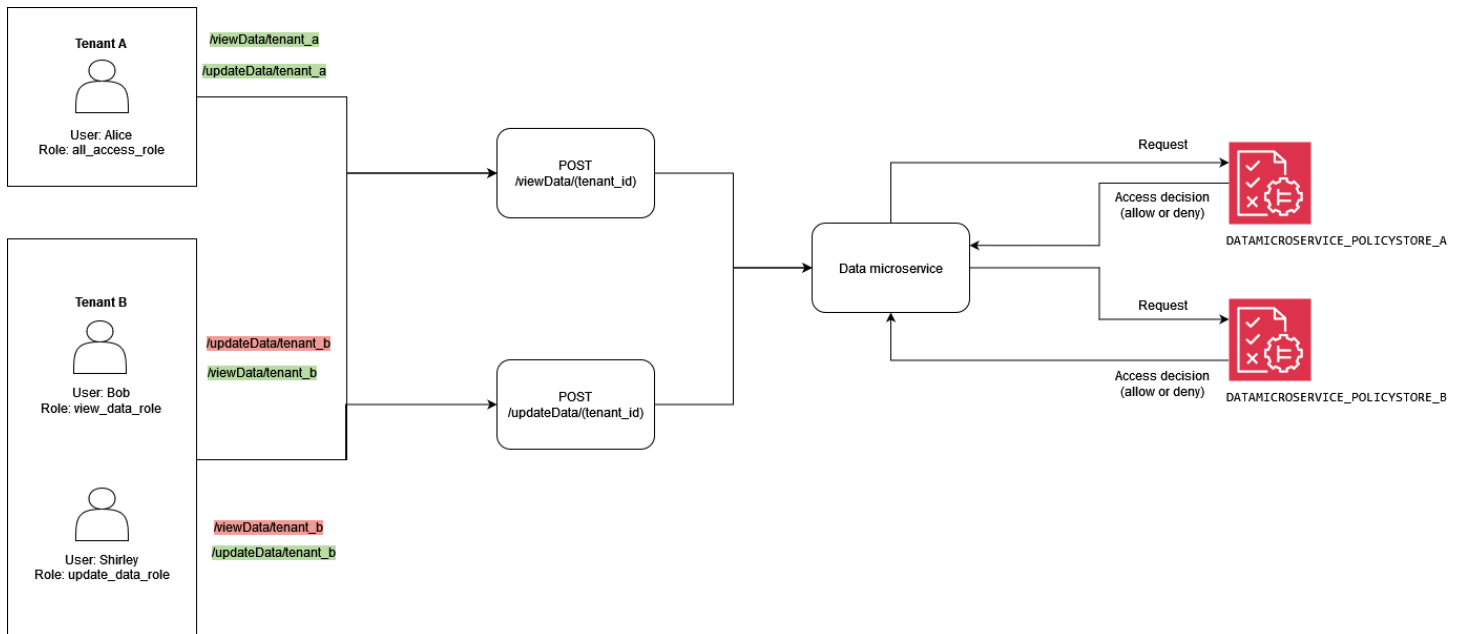 Tenant A
User: Alice
Role: all_access_role
/viewData/tenant_a
/updateData/tenant_a
Tenant B
User: Bob
Role: view_data_role
/updateData/tenant_b
/viewData/tenant_b
User: Shirley
Role: update_data_role
/viewData/tenant_b
/updateData/tenant_b
POST
/viewData/(tenant_id)
POST
/updateData/(tenant_id)
Data microservice
Request
Access decision
(allow or deny)
DATAMICROSERVICE_POLICYSTORE_A
Request
Access decision
(allow or deny)
DATAMICROSERVICE_POLICYSTORE_B